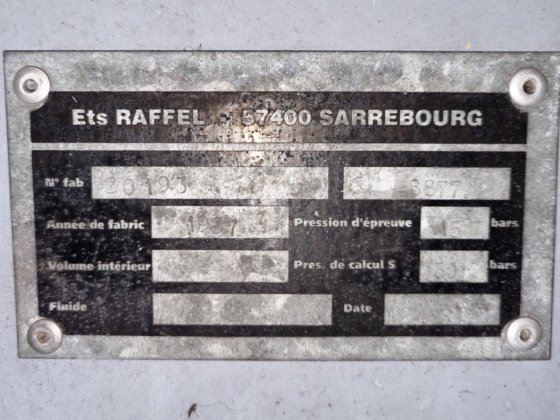 Ets RAFFEL - 57400 SARREBOURG
N° fab 20193
Année de fabric Pression d'épreuve bars
Volume intérieur Pres. de calcul S bars
Fluide Date